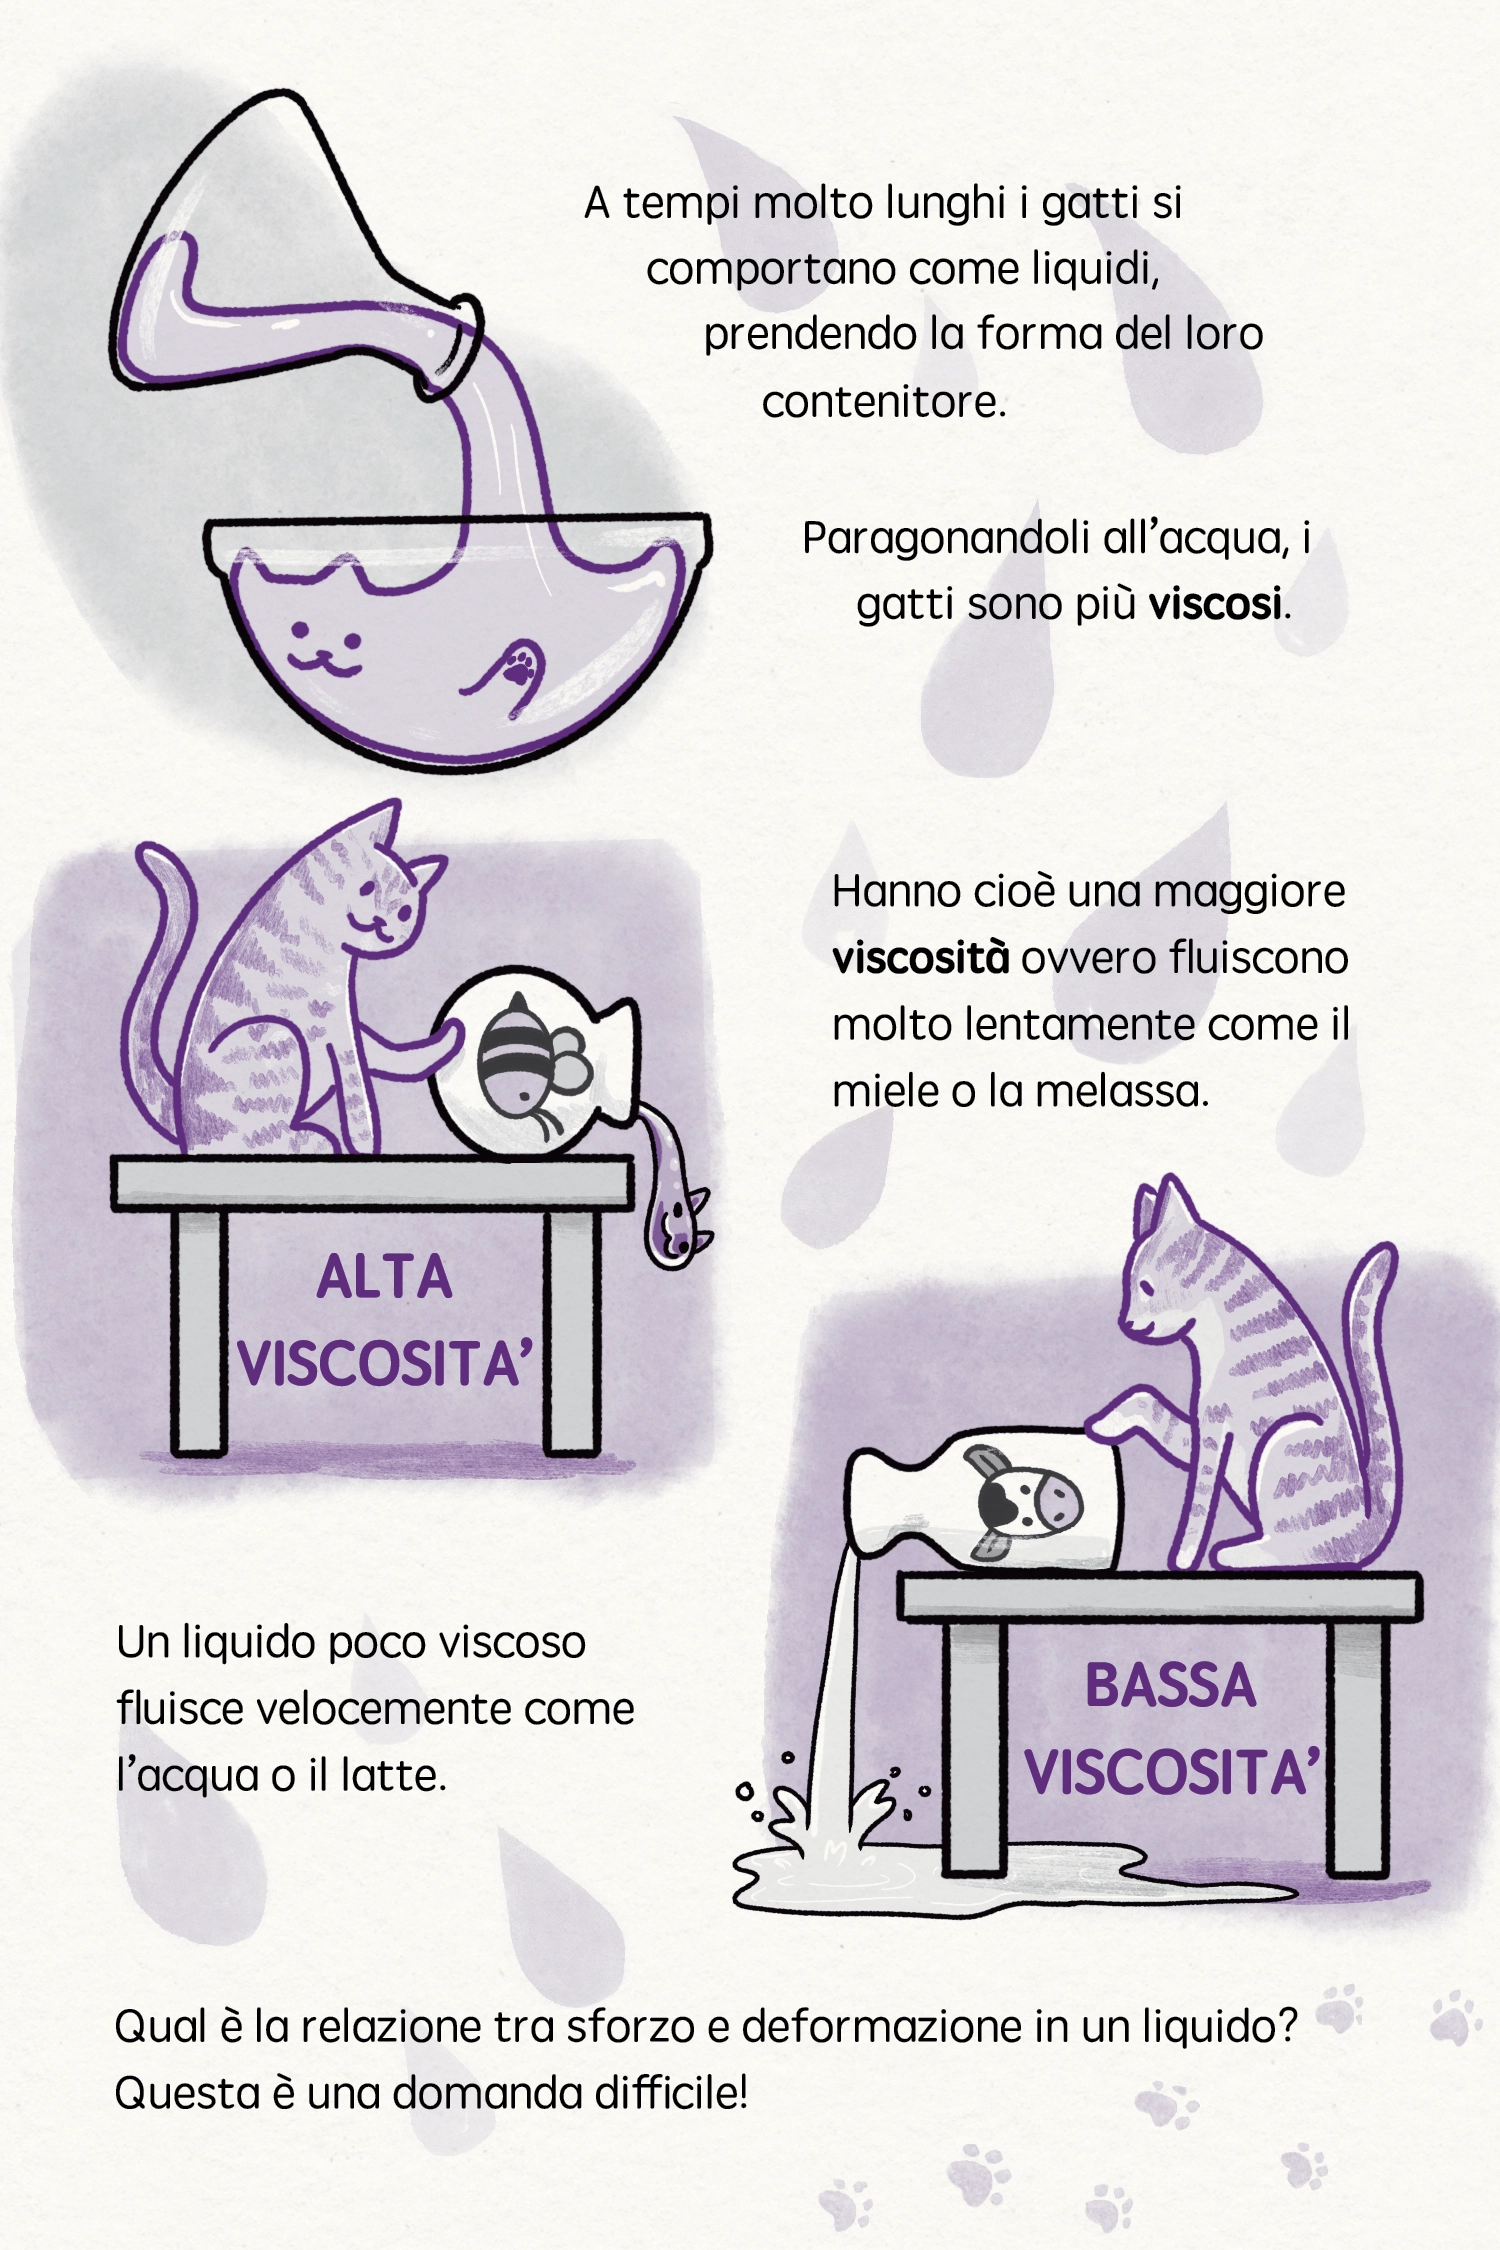 A tempi molto lunghi i gatti si
comportano come liquidi,
prendendo la forma del loro
contenitore.
Paragonandoli all’acqua, i
gatti sono più viscosi.
Hanno cioè una maggiore
viscosità ovvero fluiscono
molto lentamente come il
miele o la melassa.
ALTA
VISCOSITA’
BASSA
VISCOSITA’
Un liquido poco viscoso
fluisce velocemente come
l’acqua o il latte.
Qual è la relazione tra sforzo e deformazione in un liquido?
Questa è una domanda difficile!